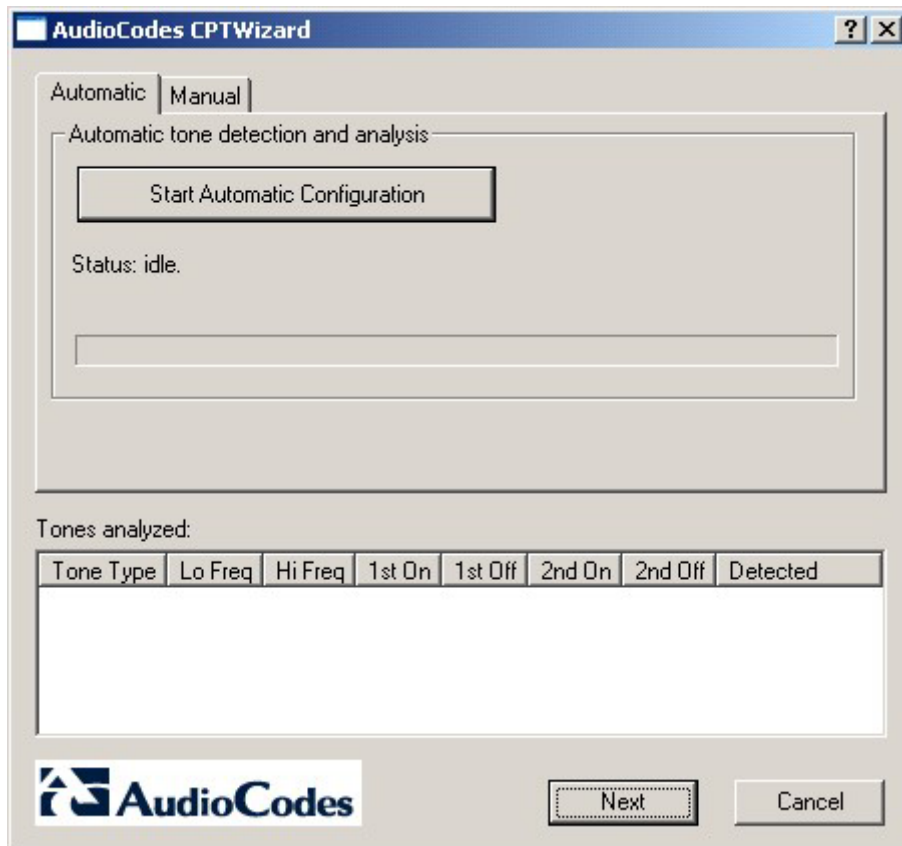 AudioCodes CPTWizard
Automatic Manual
Automatic tone detection and analysis
Start Automatic Configuration
Status: idle.
Tones analyzed:
Tone Type Lo Freq Hi Freq 1st On 1st Off 2nd On 2nd Off Detected
AudioCodes Next Cancel